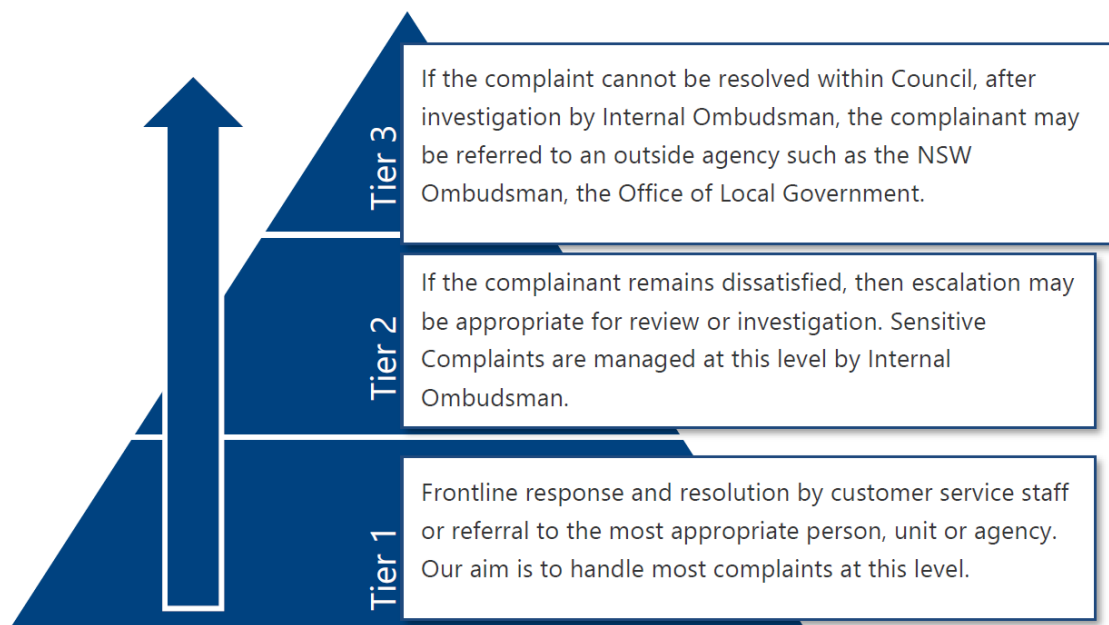 Tier 3
If the complaint cannot be resolved within Council, after
investigation by Internal Ombudsman, the complainant may
be referred to an outside agency such as the NSW
Ombudsman, the Office of Local Government.
Tier 2
If the complainant remains dissatisfied, then escalation may
be appropriate for review or investigation. Sensitive
Complaints are managed at this level by Internal
Ombudsman.
Tier 1
Frontline response and resolution by customer service staff
or referral to the most appropriate person, unit or agency.
Our aim is to handle most complaints at this level.